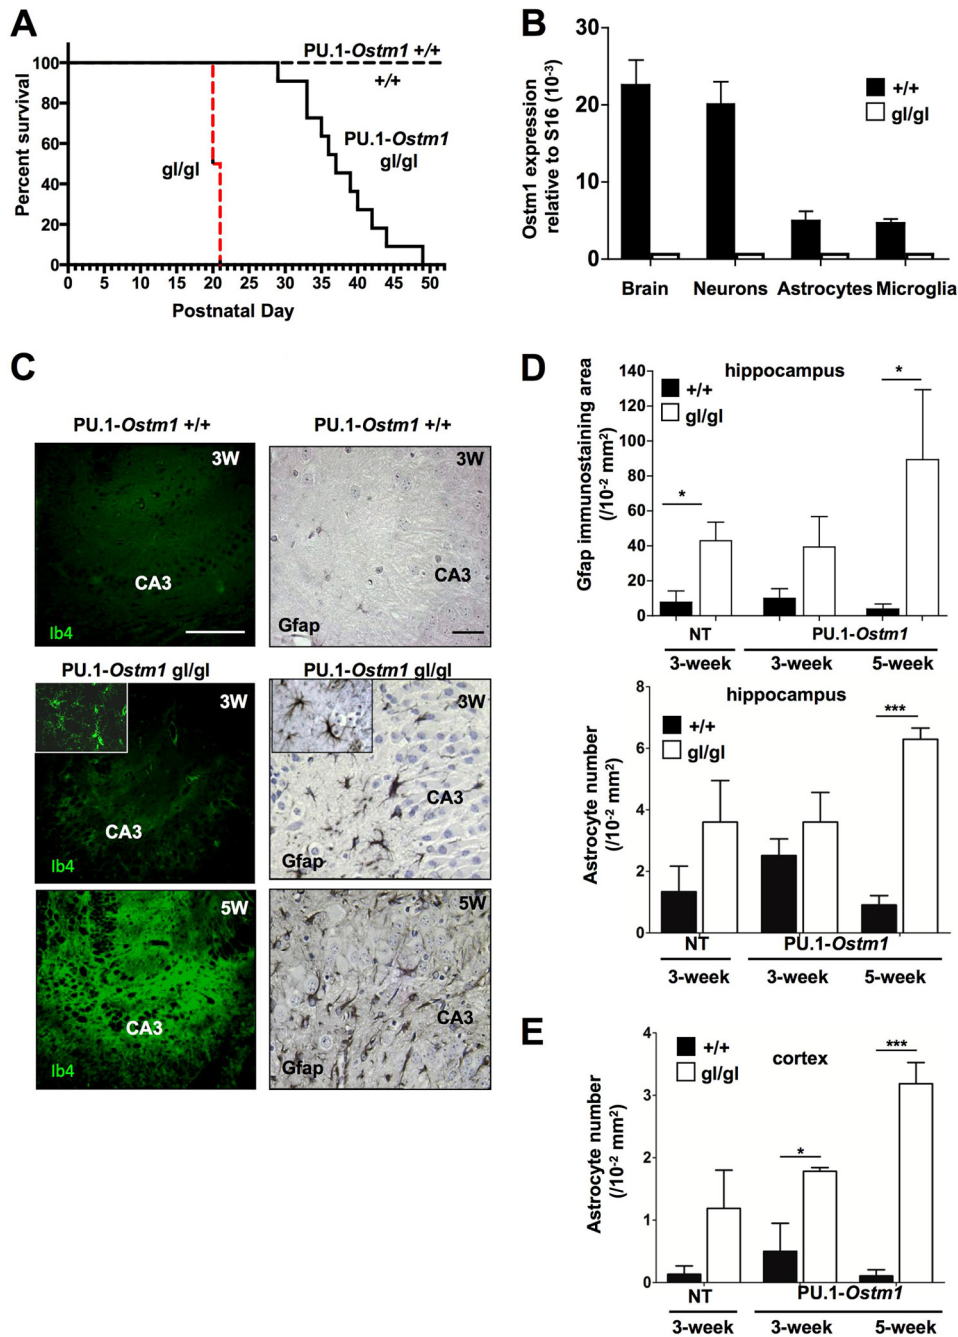 A
PU.1-Ostm1 +/+
+/+
PU.1-Ostm1
gl/gl
gl/gl
Percent survival
100
80
60
40
20
0
0 5 10 15 20 25 30 35 40 45 50
Postnatal Day
B
Ostm1 expression
relative to S16 (10-3)
30
20
10
0
+/+
gl/gl
Brain Neurons Astrocytes Microglia
C
PU.1-Ostm1 +/+ PU.1-Ostm1 +/+
3W
CA3
Ib4
3W
CA3
Gfap
PU.1-Ostm1 gl/gl PU.1-Ostm1 gl/gl
3W
CA3
Ib4
3W
CA3
Gfap
5W
CA3
Ib4
5W
CA3
Gfap
D
hippocampus
Gfap immunostaining area
(/10-2 mm2)
140
120
100
80
60
40
20
0
+/+
gl/gl
*
*
NT PU.1-Ostm1
3-week 3-week 5-week
hippocampus
Astrocyte number
(/10-2 mm2)
8
6
4
2
0
+/+
gl/gl
***
NT PU.1-Ostm1
3-week 3-week 5-week
E
cortex
Astrocyte number
(/10-2 mm2)
4
3
2
1
0
+/+
gl/gl
*
***
NT PU.1-Ostm1
3-week 3-week 5-week